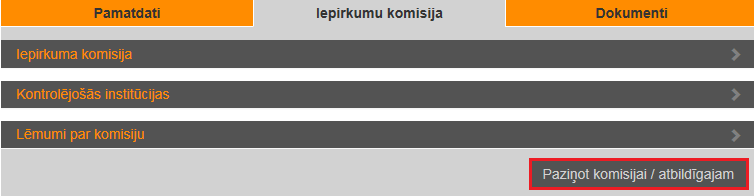 Pamatdati Iepirkumu komisija Dokumenti
Iepirkuma komisija
Kontrolējošās institūcijas
Lēmumi par komisiju
Paziņot komisijai / atbildīgajam